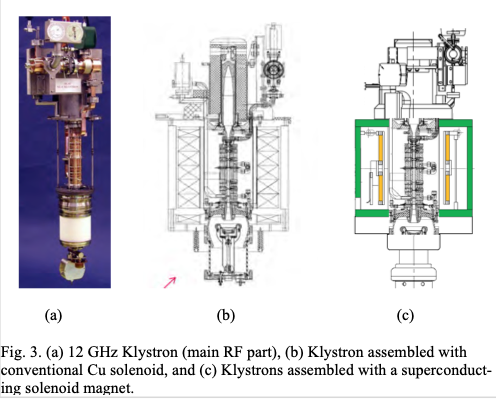 (a)
(b)
(c)
Fig. 3. (a) 12 GHz Klystron (main RF part), (b) Klystron assembled with
conventional Cu solenoid, and (c) Klystrons assembled with a superconduct-
ing solenoid magnet.